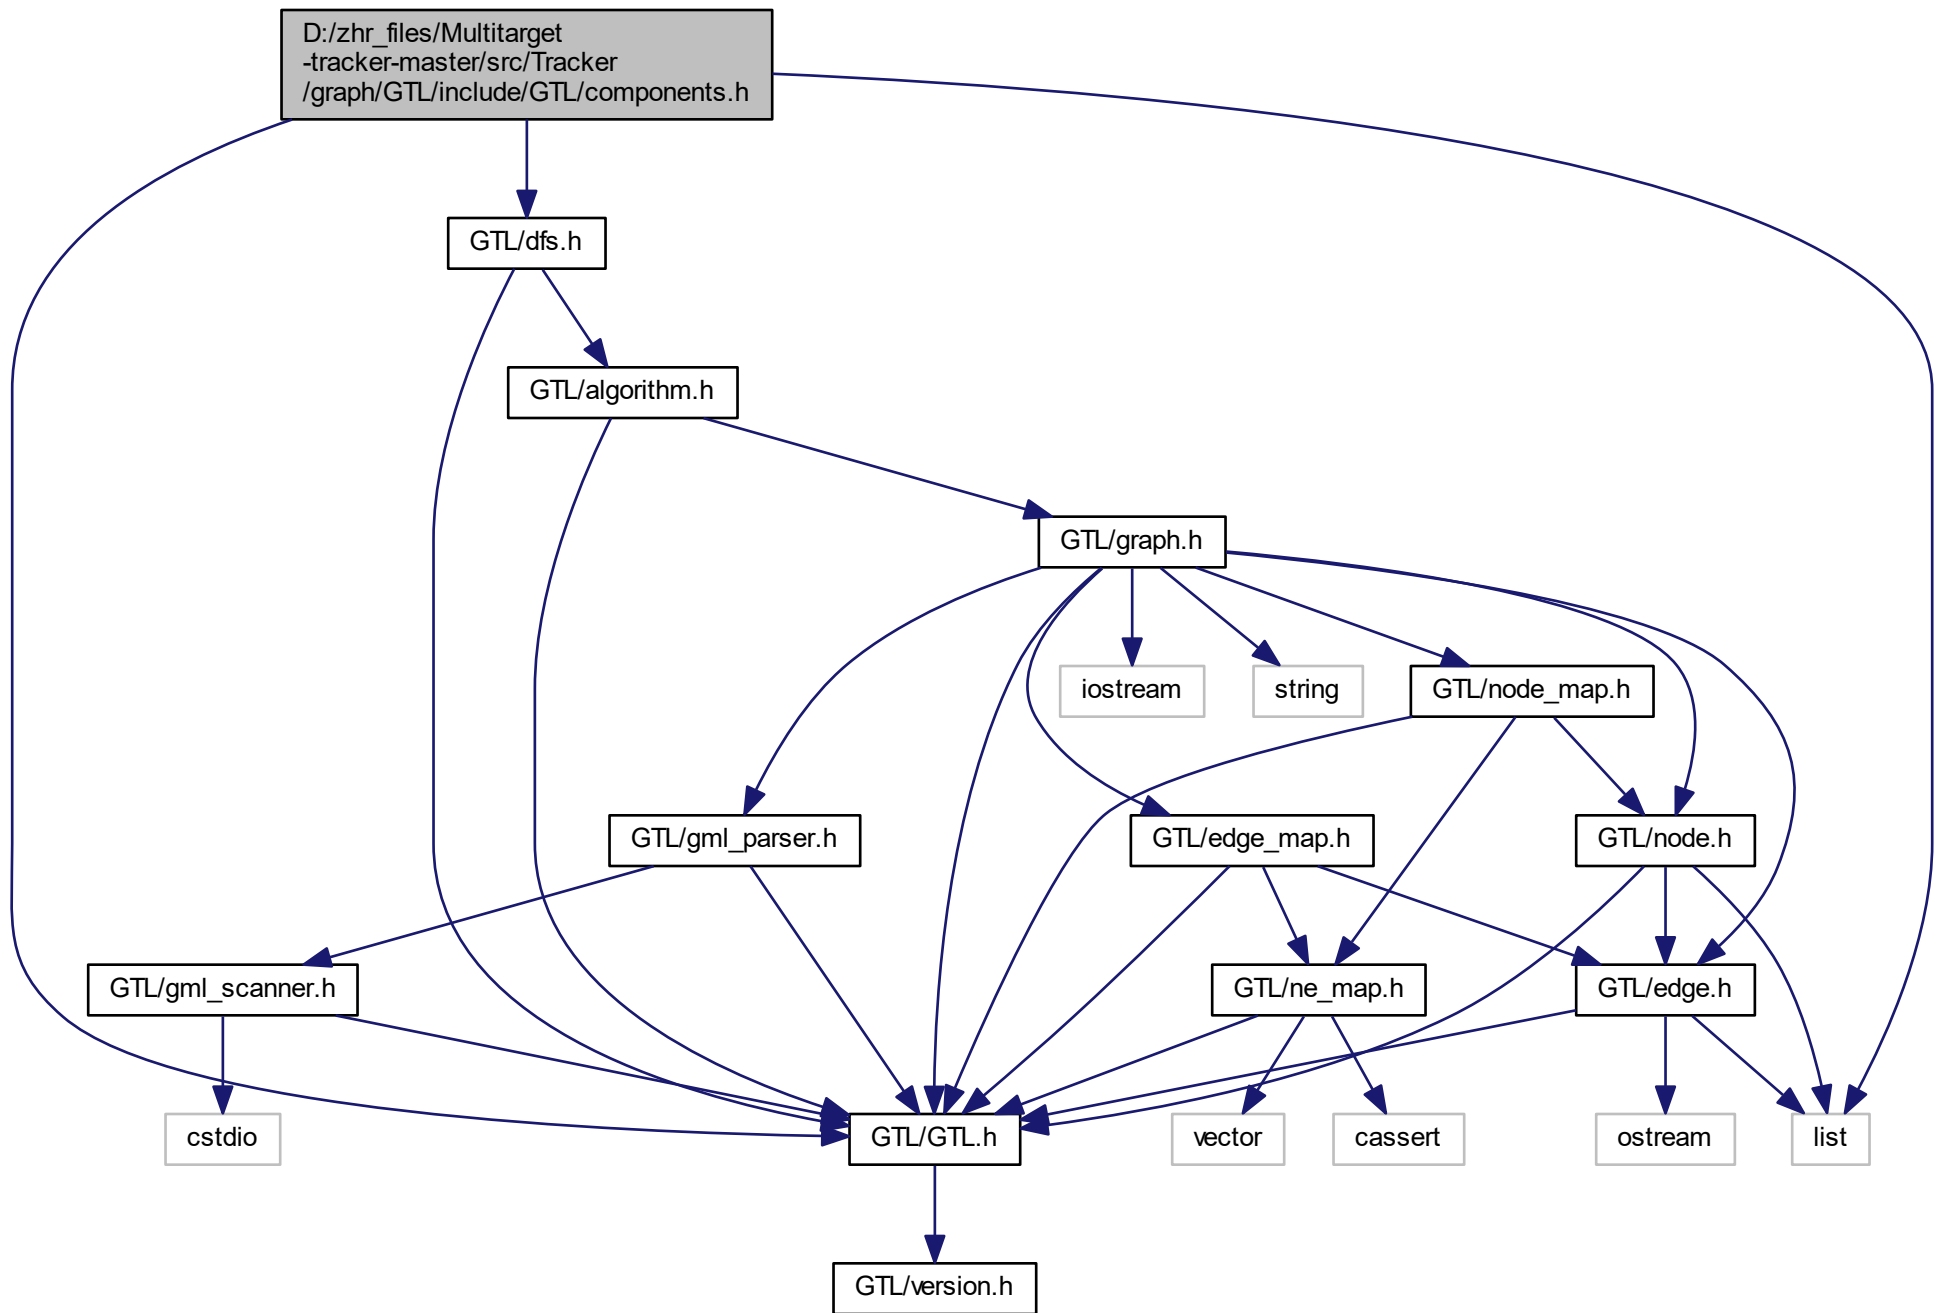 D:/zhr_files/Multitarget
-tracker-master/src/Tracker
/graph/GTL/include/GTL/components.h
GTL/dfs.h
GTL/algorithm.h
GTL/graph.h
iostream
string
GTL/node_map.h
GTL/gml_parser.h
GTL/edge_map.h
GTL/node.h
GTL/gml_scanner.h
GTL/ne_map.h
GTL/edge.h
cstdio
GTL/GTL.h
vector
cassert
ostream
list
GTL/version.h